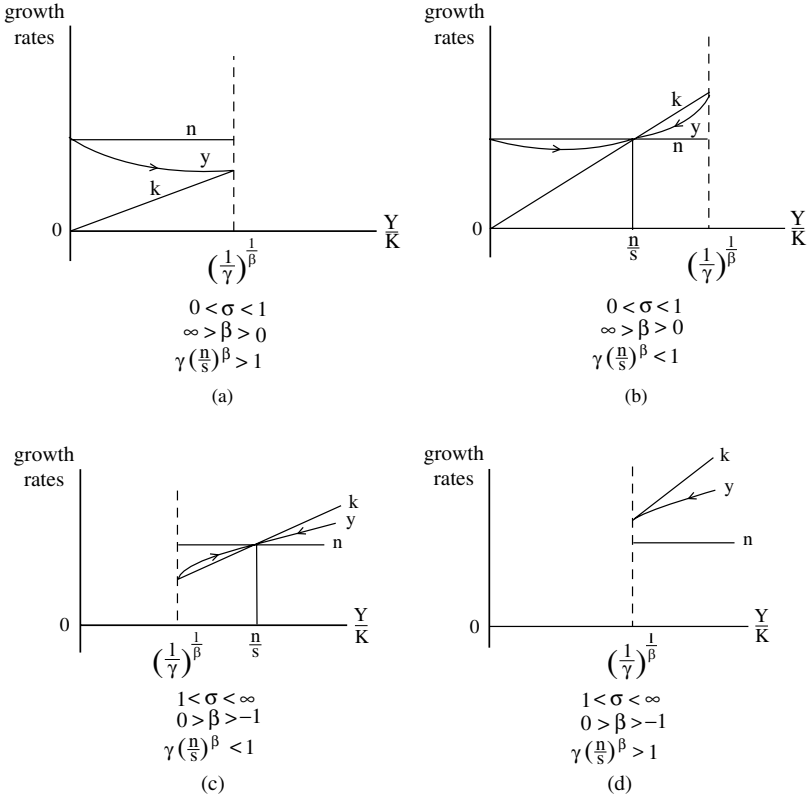 growth
rates
n
y
k
0
Y/K
(1/γ)^1/β
0 < σ < 1
∞ > β > 0
γ(n/s)^β > 1
(a)
growth
rates
k
y
n
0
n/s
Y/K
(1/γ)^1/β
0 < σ < 1
∞ > β > 0
γ(n/s)^β < 1
(b)
growth
rates
k
y
n
0
Y/K
(1/γ)^1/β
n/s
1 < σ < ∞
0 > β > −1
γ(n/s)^β < 1
(c)
growth
rates
k
y
n
0
Y/K
(1/γ)^1/β
1 < σ < ∞
0 > β > −1
γ(n/s)^β > 1
(d)